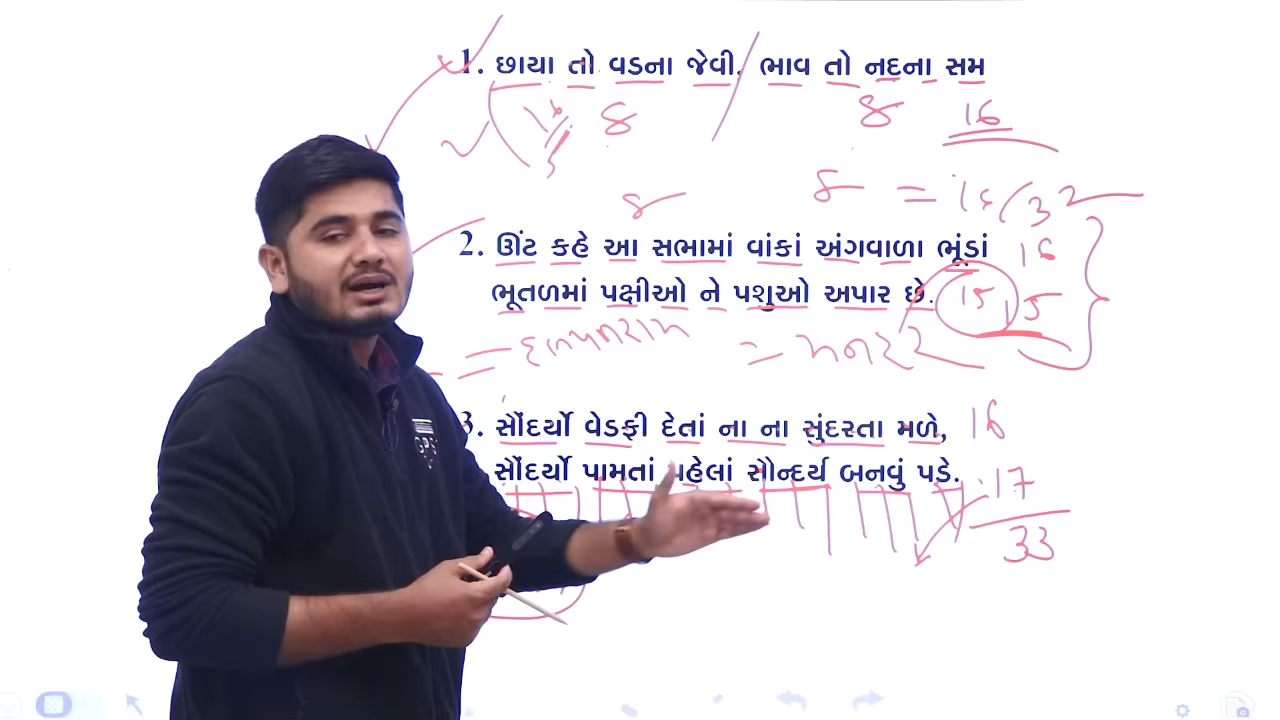 1. છાયા તો વડના જેવી. ભાવ તો નદના સમ
8 8 16
8 8 = 16/32
2. ઊંટ કહે આ સભામાં વાંકાં અંગવાળા ભૂંડાં 16
ભૂતળમાં પક્ષીઓ ને પશુઓ અપાર છે. 15 15
= =
3. સૌંદર્યો વેડફી દેતાં ના ના સુંદરતા મળે, 16
સૌંદર્યો પામતાં પહેલાં સૌન્દર્ય બનવું પડે. 17
33
GPS